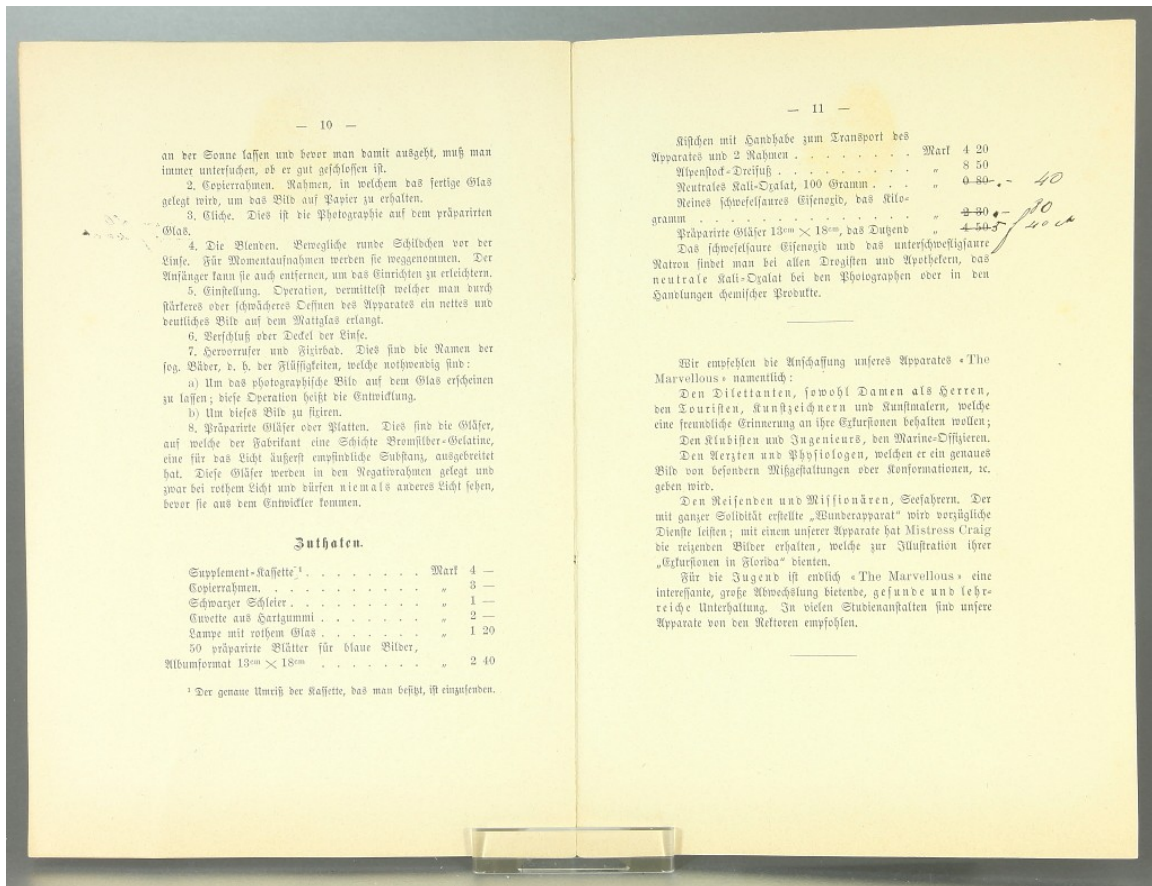 — 10 —
an der Sonne lassen und bevor man damit ausgeht, muß man
immer untersuchen, ob er gut geschlossen ist.
2. Copierrahmen. Rahmen, in welchem das fertige Glas
gelegt wird, um das Bild auf Papier zu erhalten.
3. Cliche. Dies ist die Photographie auf dem präparirten
Glas.
4. Die Blenden. Bewegliche runde Schildchen vor der
Linse. Für Momentaufnahmen werden sie weggenommen. Der
Anfänger kann sie auch entfernen, um das Einrichten zu erleichtern.
5. Einstellung. Operation, vermittelst welcher man durch
stärkeres oder schwächeres Oeffnen des Apparates ein nettes und
deutliches Bild auf dem Mattglas erlangt.
6. Verschluß oder Deckel der Linse.
7. Hervorrufer und Fixirbad. Dies sind die Namen der
sog. Bäder, d. h. der Flüssigkeiten, welche nothwendig sind:
a) Um das photographische Bild auf dem Glas erscheinen
zu lassen; diese Operation heißt die Entwicklung.
b) Um dieses Bild zu fixiren.
8. Präparirte Gläser oder Platten. Dies sind die Gläser,
auf welche der Fabrikant eine Schichte Bromsilber-Gelatine,
eine für das Licht äußerst empfindliche Substanz, ausgebreitet
hat. Diese Gläser werden in den Negativrahmen gelegt und
zwar bei rothem Licht und dürfen niemals anderes Licht sehen,
bevor sie aus dem Entwickler kommen.
Zuthaten.
Supplement-Kassette ¹ . . . . . . . . Mark 4 —
Copierrahmen. . . . . . . . . . . „ 3 —
Schwarzer Schleier . . . . . . . . . „ 1 —
Cuvette aus Hartgummi . . . . . . . „ 2 —
Lampe mit rothem Glas . . . . . . . „ 1 20
50 präparirte Blätter für blaue Bilder,
Albumformat 13cm × 18cm . . . . . . . „ 2 40
¹ Der genaue Umriß der Kassette, das man besitzt, ist einzusenden.
— 11 —
Kistchen mit Handhabe zum Transport des
Apparates und 2 Rahmen . . . . . . . . Mark 4 20
Alpenstock-Dreifuß . . . . . . . . . „ 8 50
Neutrales Kali-Oxalat, 100 Gramm . . . „ 0 80 .- 40
Reines schwefelsaures Eisenoxid, das Kilo-
gramm . . . . . . . . . . . . . „ 2 30 .-
Präparirte Gläser 13cm × 18cm, das Dutzend „ 4 50
Das schwefelsaure Eisenoxid und das unterschwefligsaure
Natron findet man bei allen Drogisten und Apothekern, das
neutrale Kali-Oxalat bei den Photographen oder in den
Handlungen chemischer Produkte.
Wir empfehlen die Anschaffung unseres Apparates «The
Marvellous» namentlich:
Den Dilettanten, sowohl Damen als Herren,
den Touristen, Kunstzeichnern und Kunstmalern, welche
eine freundliche Erinnerung an ihre Exkursionen behalten wollen;
Den Klubisten und Ingenieurs, den Marine-Offizieren.
Den Aerzten und Physiologen, welchen er ein genaues
Bild von besondern Mißgestaltungen oder Konformationen, ꝛc.
geben wird.
Den Reisenden und Missionären, Seefahrern. Der
mit ganzer Solidität erstellte „Wunderapparat“ wird vorzügliche
Dienste leisten; mit einem unserer Apparate hat Mistress Craig
die reizenden Bilder erhalten, welche zur Illustration ihrer
„Exkursionen in Florida“ dienten.
Für die Jugend ist endlich «The Marvellous» eine
interessante, große Abwechslung bietende, gesunde und lehr-
reiche Unterhaltung. In vielen Studienanstalten sind unsere
Apparate von den Rektoren empfohlen.